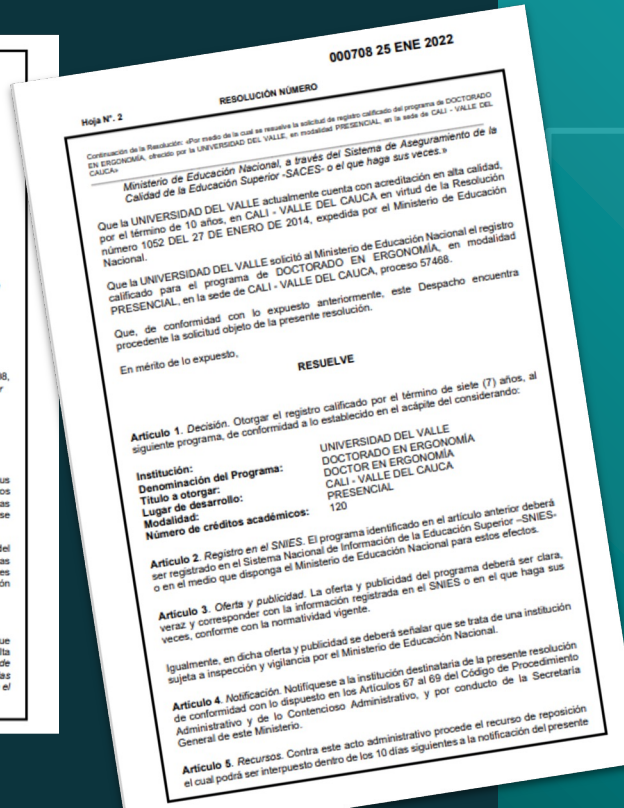 000708 25 ENE 2022
RESOLUCIÓN NÚMERO
Hoja N°. 2
Continuación de la Resolución: «Por medio de la cual se resuelve la solicitud de registro calificado del programa de DOCTORADO
EN ERGONOMÍA, ofrecido por la UNIVERSIDAD DEL VALLE, en modalidad PRESENCIAL, en la sede de CALI - VALLE DEL
CAUCA»
Ministerio de Educación Nacional, a través del Sistema de Aseguramiento de la
Calidad de la Educación Superior -SACES- o el que haga sus veces.»
Que la UNIVERSIDAD DEL VALLE actualmente cuenta con acreditación en alta calidad,
por el término de 10 años, en CALI - VALLE DEL CAUCA en virtud de la Resolución
número 1052 DEL 27 DE ENERO DE 2014, expedida por el Ministerio de Educación
Nacional.
Que la UNIVERSIDAD DEL VALLE solicitó al Ministerio de Educación Nacional el registro
calificado para el programa de DOCTORADO EN ERGONOMÍA, en modalidad
PRESENCIAL, en la sede de CALI - VALLE DEL CAUCA, proceso 57468.
Que, de conformidad con lo expuesto anteriormente, este Despacho encuentra
procedente la solicitud objeto de la presente resolución.
En mérito de lo expuesto,
RESUELVE
Artículo 1. Decisión. Otorgar el registro calificado por el término de siete (7) años, al
siguiente programa, de conformidad a lo establecido en el acápite del considerando:
Institución: UNIVERSIDAD DEL VALLE
Denominación del Programa: DOCTORADO EN ERGONOMÍA
Título a otorgar: DOCTOR EN ERGONOMÍA
Lugar de desarrollo: CALI - VALLE DEL CAUCA
Modalidad: PRESENCIAL
Número de créditos académicos: 120
Artículo 2. Registro en el SNIES. El programa identificado en el artículo anterior deberá
ser registrado en el Sistema Nacional de Información de la Educación Superior –SNIES-
o en el medio que disponga el Ministerio de Educación Nacional para estos efectos.
Artículo 3. Oferta y publicidad. La oferta y publicidad del programa deberá ser clara,
veraz y corresponder con la información registrada en el SNIES o en el que haga sus
veces, conforme con la normatividad vigente.
Igualmente, en dicha oferta y publicidad se deberá señalar que se trata de una institución
sujeta a inspección y vigilancia por el Ministerio de Educación Nacional.
Artículo 4. Notificación. Notifíquese a la institución destinataria de la presente resolución
de conformidad con lo dispuesto en los Artículos 67 al 69 del Código de Procedimiento
Administrativo y de lo Contencioso Administrativo, y por conducto de la Secretaría
General de este Ministerio.
Artículo 5. Recursos. Contra este acto administrativo procede el recurso de reposición
el cual podrá ser interpuesto dentro de los 10 días siguientes a la notificación del presente